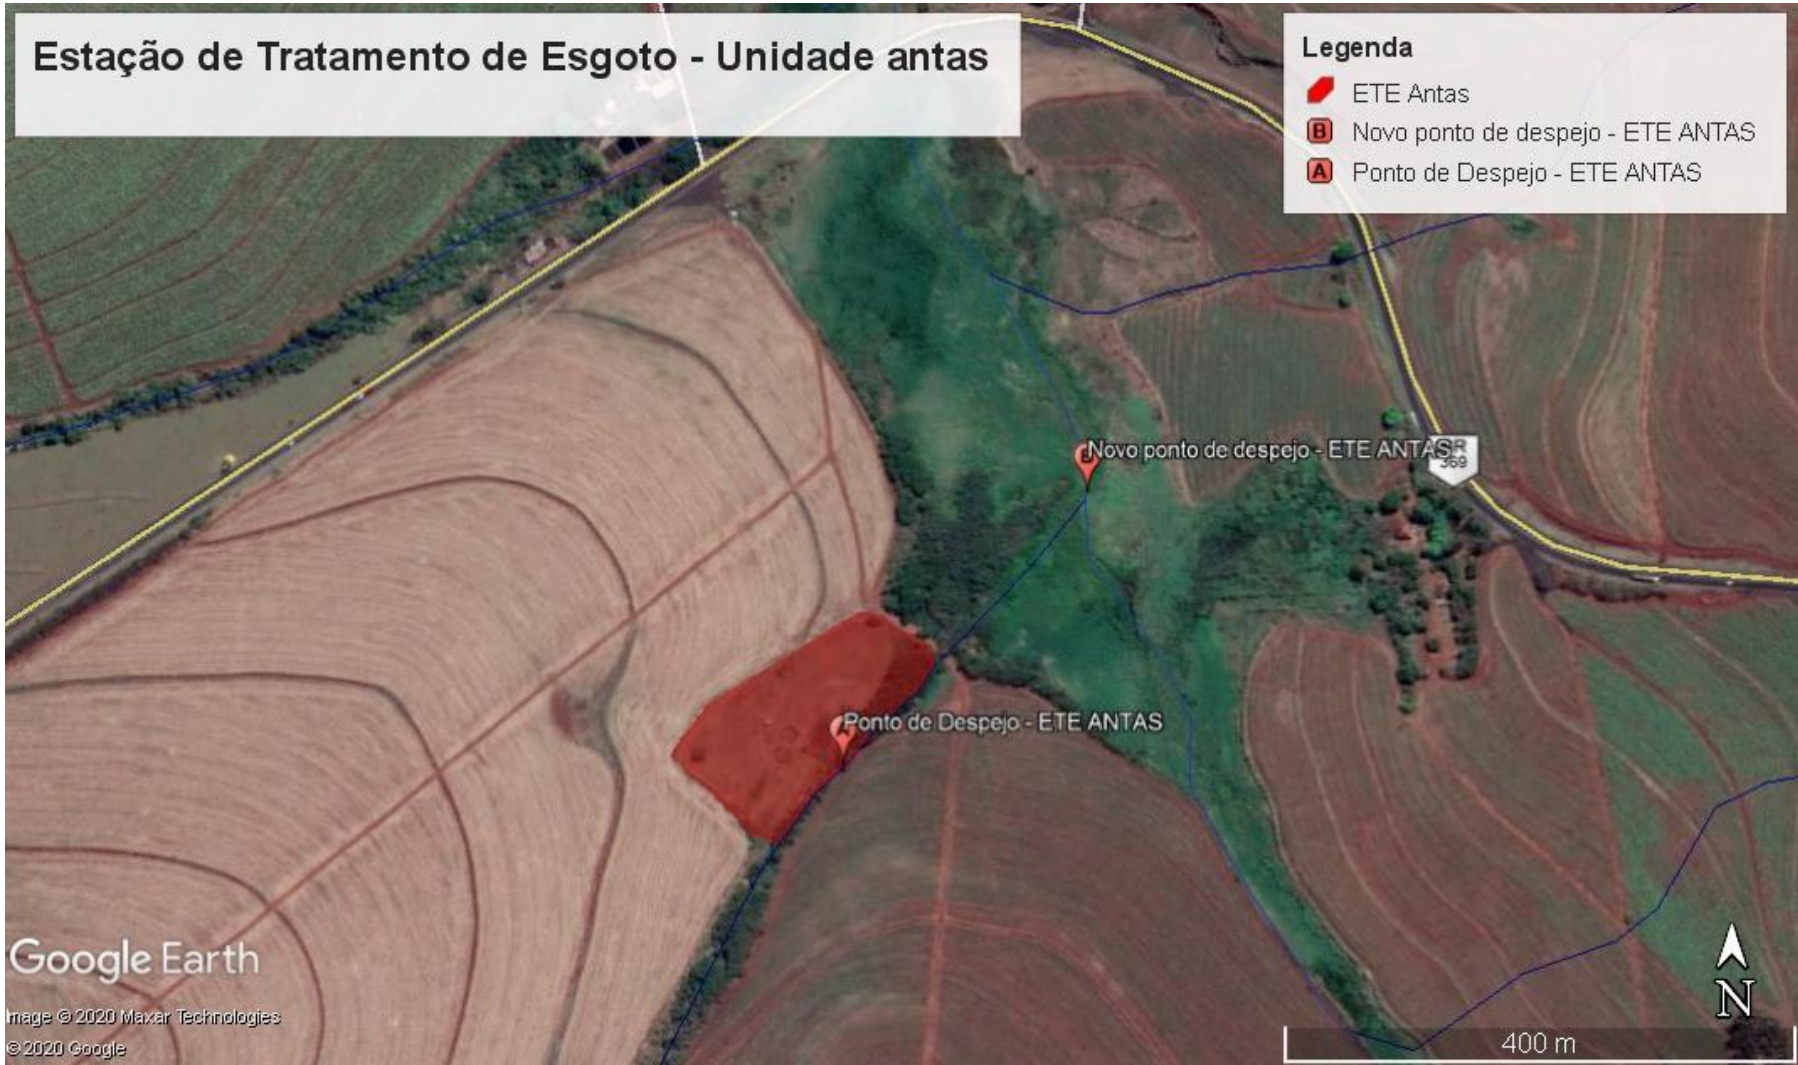 Estação de Tratamento de Esgoto - Unidade antas
Legenda
ETE Antas
B Novo ponto de despejo - ETE ANTAS
A Ponto de Despejo - ETE ANTAS
Novo ponto de despejo - ETE ANTAS
369
Ponto de Despejo - ETE ANTAS
A
Google Earth
mage © 2020 Maxar Technologies
© 2020 Google
N
400 m